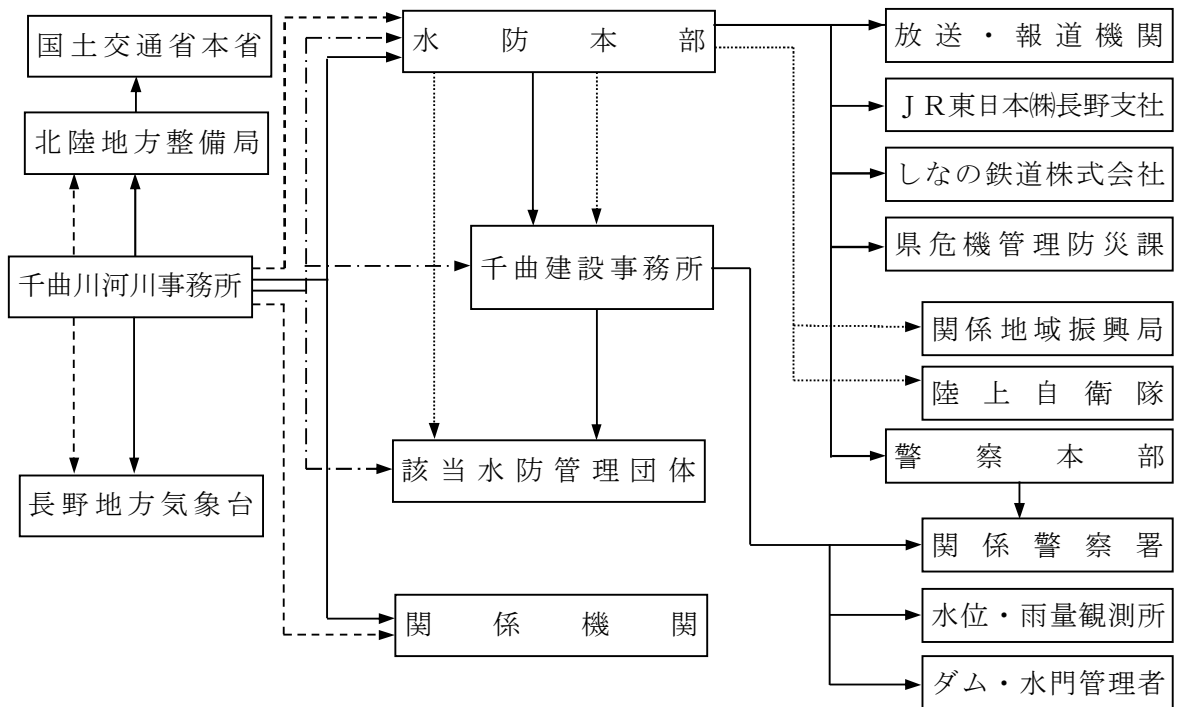 国土交通省本省
北陸地方整備局
千曲川河川事務所
長野地方気象台
水防本部
千曲建設事務所
該当水防管理団体
関係機関
放送・報道機関
ＪＲ東日本㈱長野支社
しなの鉄道株式会社
県危機管理防災課
関係地域振興局
陸上自衛隊
警察本部
関係警察署
水位・雨量観測所
ダム・水門管理者